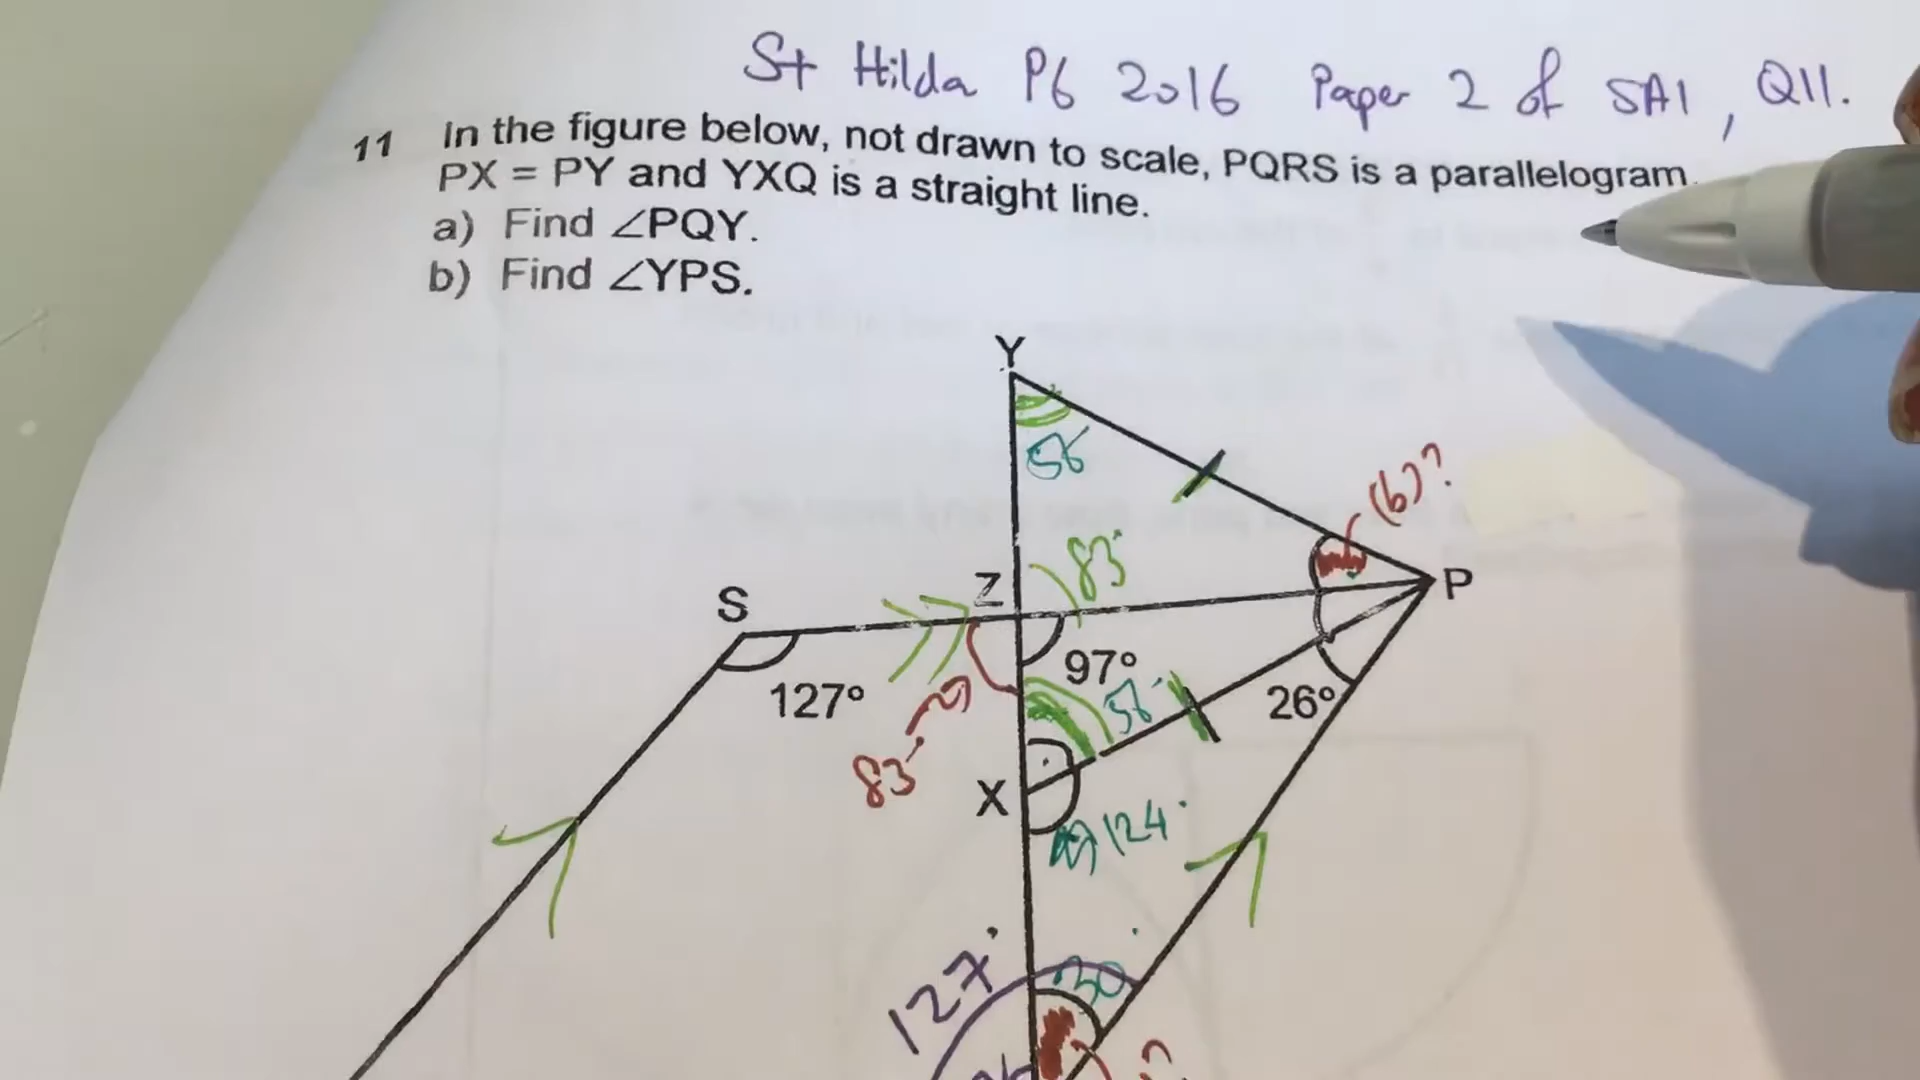 St Hilda P6 2016 Paper 2 of SA1, Q11.
11 In the figure below, not drawn to scale, PQRS is a parallelogram.
PX = PY and YXQ is a straight line.
a) Find ∠PQY.
b) Find ∠YPS.
Y
56
(b)?
83°
S
Z
P
127°
97°
56°
26°
83°
X
124°
127°
30°
?